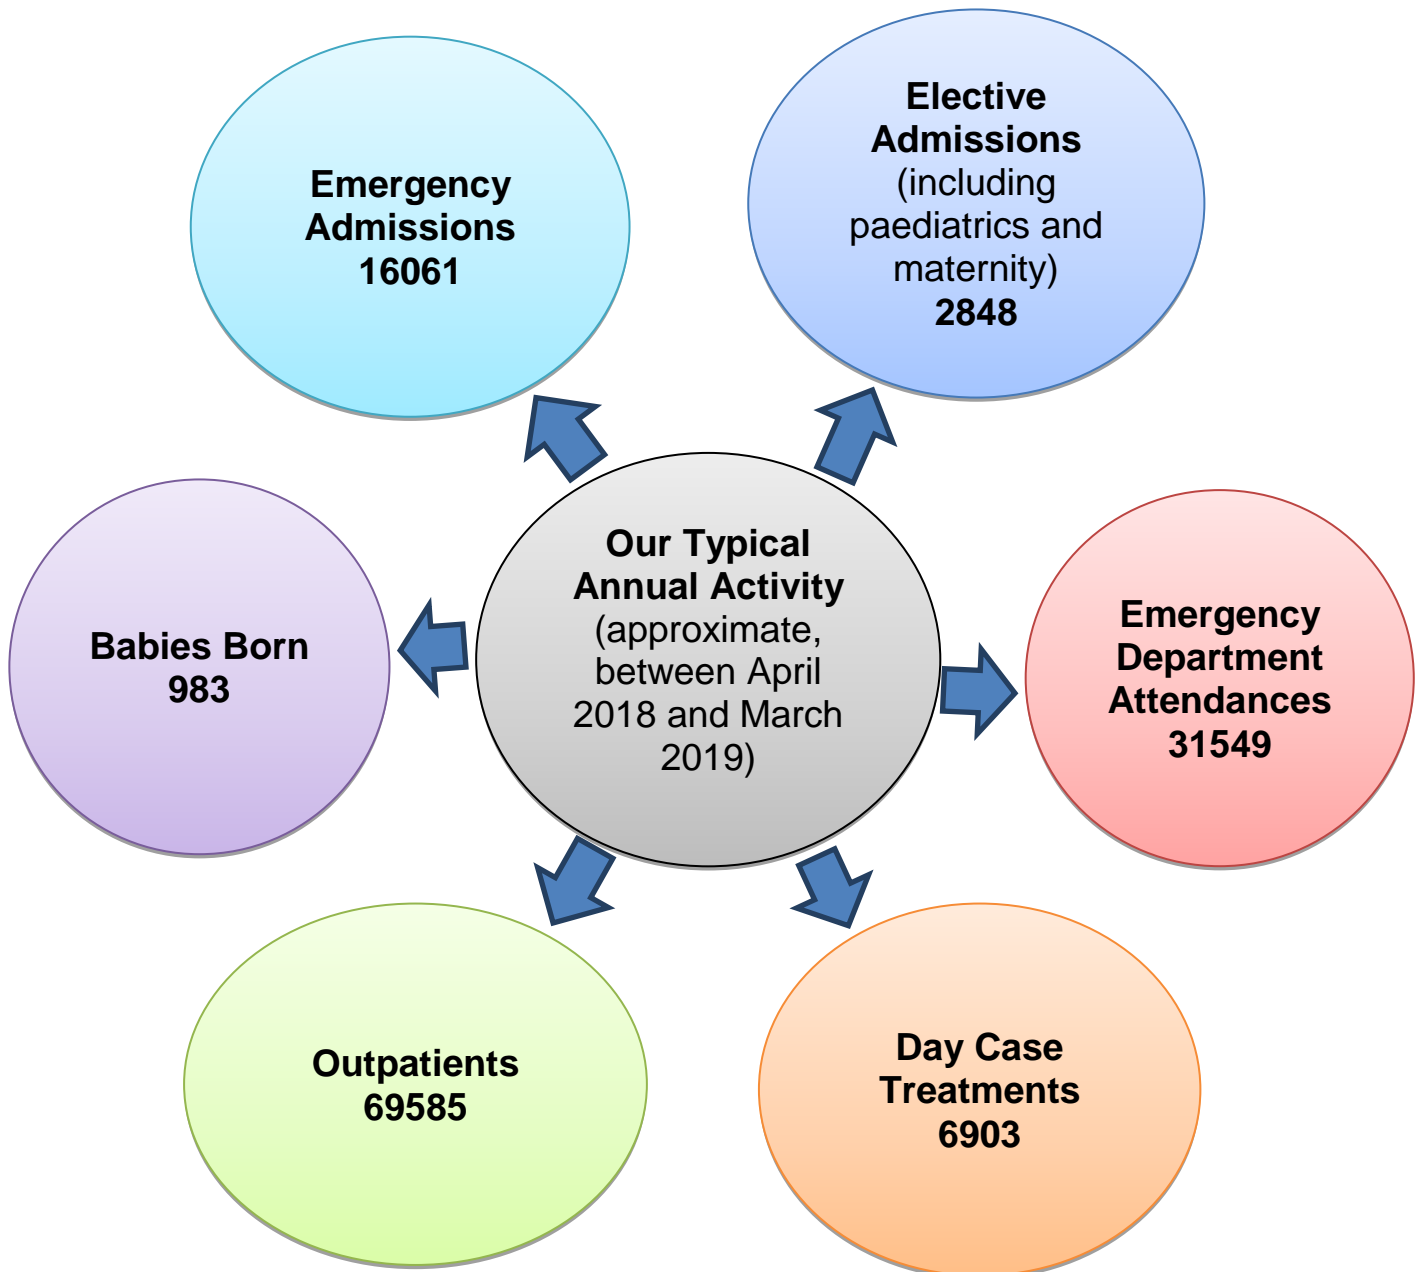 Emergency
Admissions
16061
Elective
Admissions
(including
paediatrics and
maternity)
2848
Our Typical
Annual Activity
(approximate,
between April
2018 and March
2019)
Babies Born
983
Emergency
Department
Attendances
31549
Outpatients
69585
Day Case
Treatments
6903